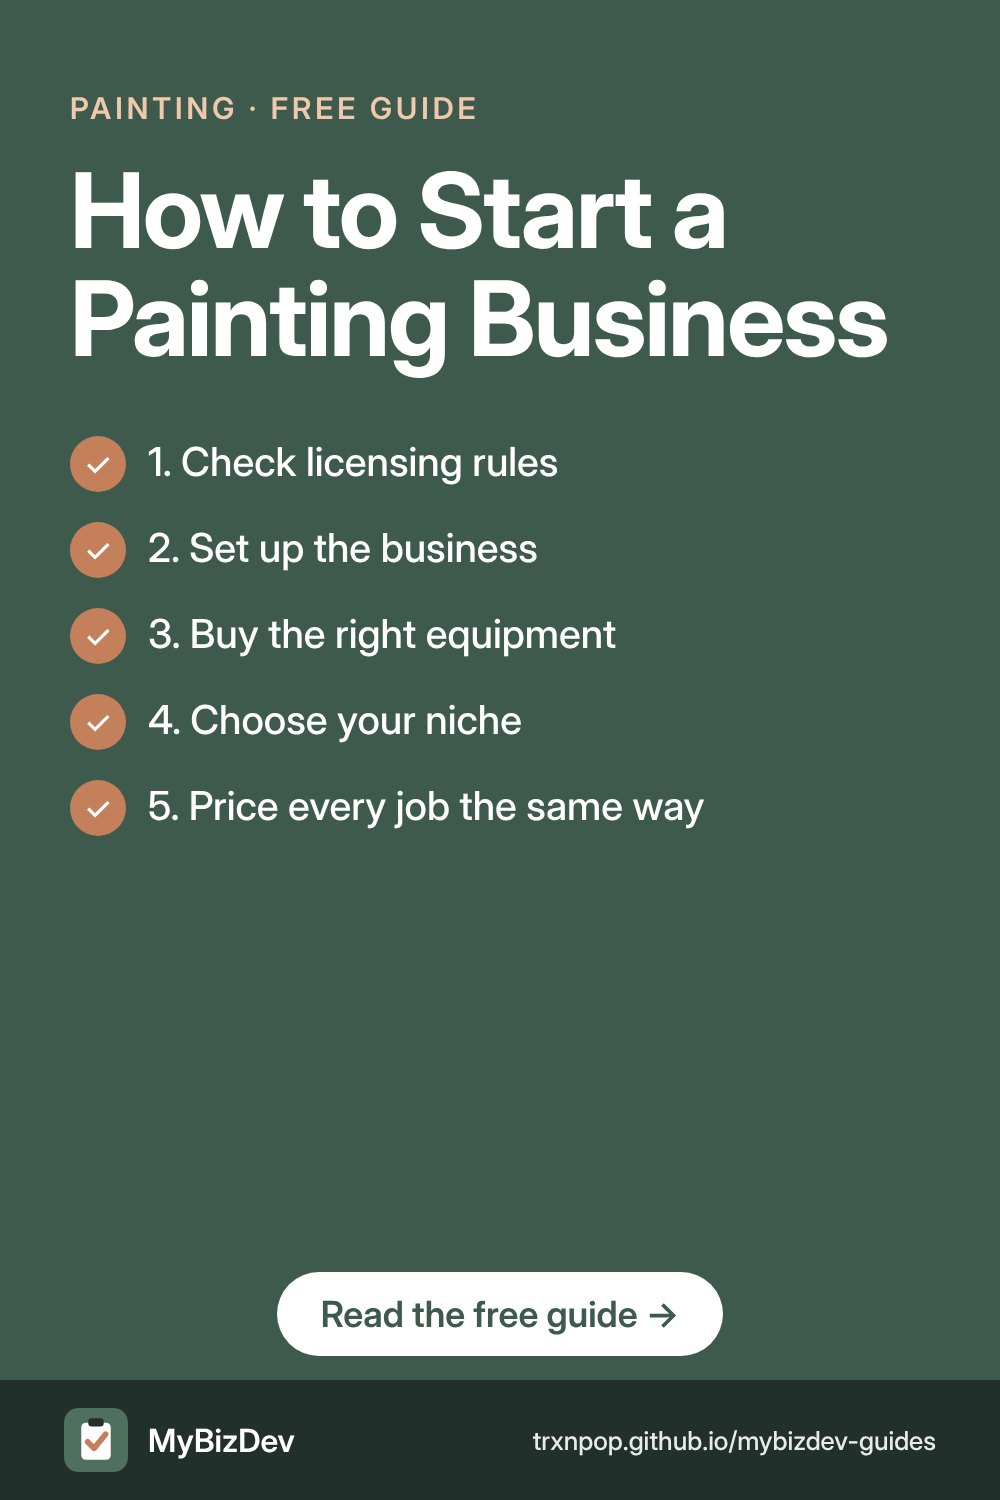 PAINTING · FREE GUIDE
How to Start a
Painting Business
1. Check licensing rules
2. Set up the business
3. Buy the right equipment
4. Choose your niche
5. Price every job the same way
Read the free guide →
MyBizDev
trxnpop.github.io/mybizdev-guides